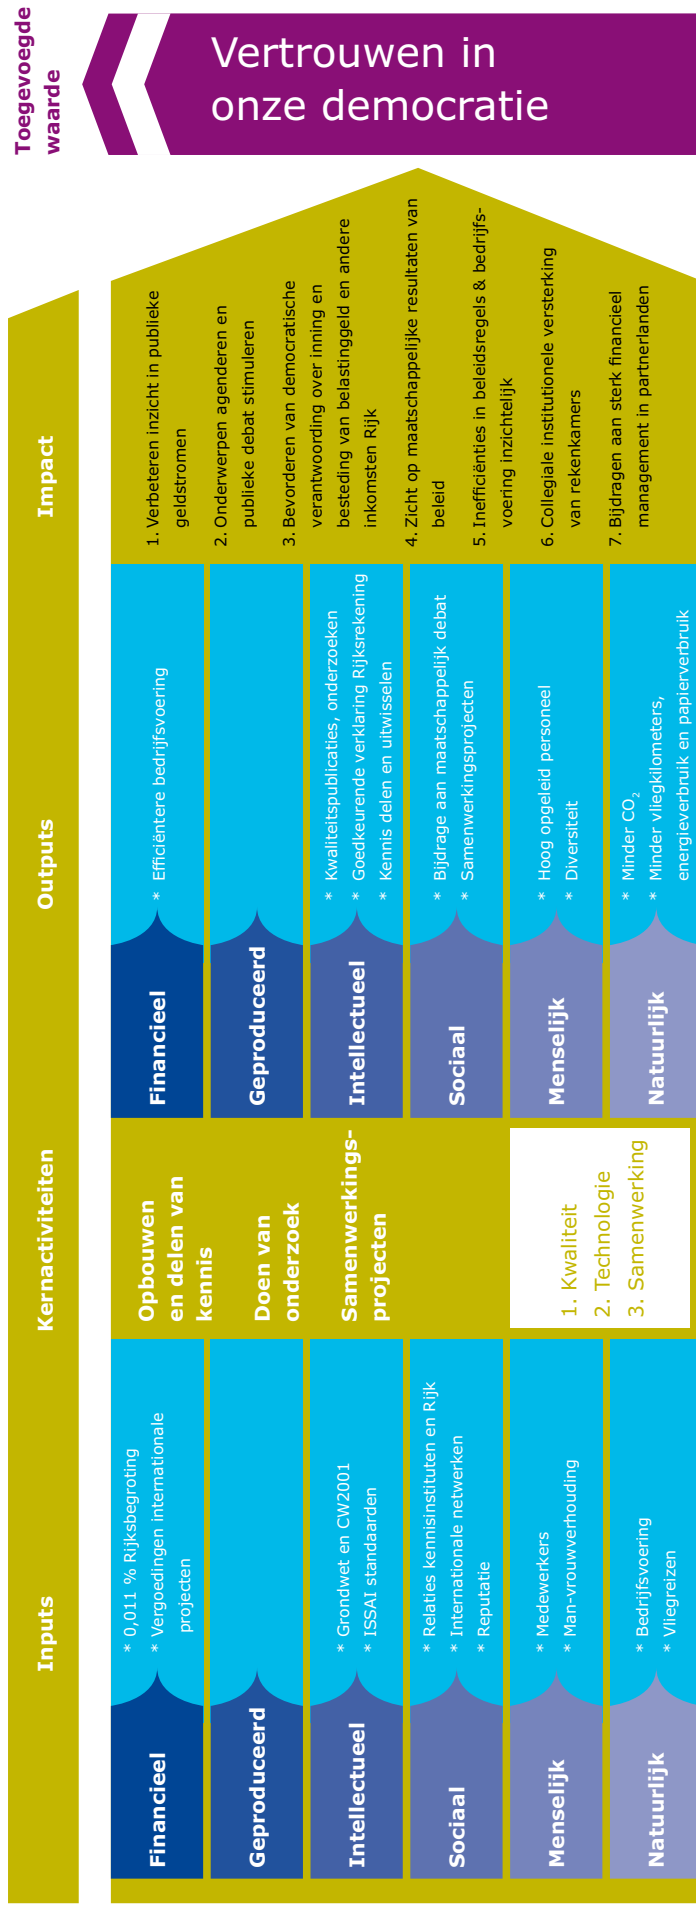 Inputs
Kernactiviteiten
Outputs
Impact
Toegevoegde
waarde
Financieel
* 0,011 % Rijksbegroting
* Vergoedingen internationale
projecten
Geproduceerd
Intellectueel
* Grondwet en CW2001
* ISSAI standaarden
Sociaal
* Relaties kennisinstituten en Rijk
* Internationale netwerken
* Reputatie
Menselijk
* Medewerkers
* Man-vrouwverhouding
Natuurlijk
* Bedrijfsvoering
* Vliegreizen
Opbouwen
en delen van
kennis
Doen van
onderzoek
Samenwerkings-
projecten
1. Kwaliteit
2. Technologie
3. Samenwerking
Financieel
* Efficiëntere bedrijfsvoering
Geproduceerd
Intellectueel
* Kwaliteitspublicaties, onderzoeken
* Goedkeurende verklaring Rijksrekening
* Kennis delen en uitwisselen
Sociaal
* Bijdrage aan maatschappelijk debat
* Samenwerkingsprojecten
Menselijk
* Hoog opgeleid personeel
* Diversiteit
Natuurlijk
* Minder CO₂
* Minder vliegkilometers,
energieverbruik en papierverbruik
1. Verbeteren inzicht in publieke
geldstromen
2. Onderwerpen agenderen en
publieke debat stimuleren
3. Bevorderen van democratische
verantwoording over inning en
besteding van belastinggeld en andere
inkomsten Rijk
4. Zicht op maatschappelijke resultaten van
beleid
5. Inefficiënties in beleidsregels & bedrijfs-
voering inzichtelijk
6. Collegiale institutionele versterking
van rekenkamers
7. Bijdragen aan sterk financieel
management in partnerlanden
Vertrouwen in
onze democratie